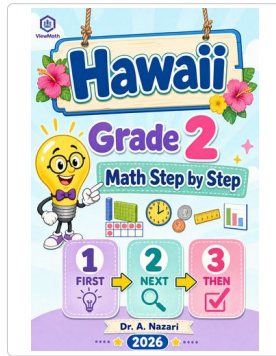 ViewMath
Hawaii
Grade 2
Math Step by Step
1 2 3
FIRST NEXT THEN
Dr. A. Nazari
2026